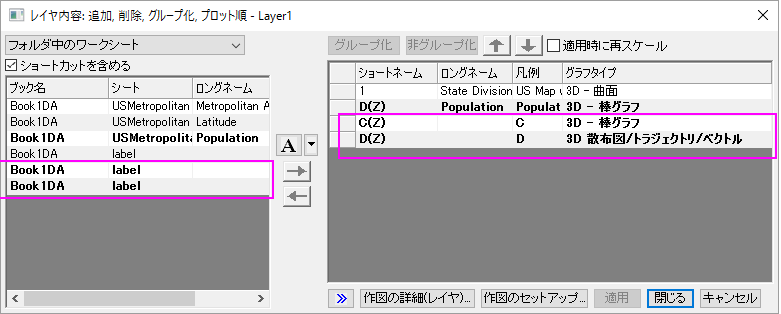 レイヤ内容: 追加, 削除, グループ化, プロット順 - Layer1
フォルダ中のワークシート
ショートカットを含める
ブック名 シート ロングネーム
Book1DA USMetropolitan Metropolitan A
Book1DA USMetropolitan Latitude
Book1DA USMetropolita Population
Book1DA label
Book1DA label
Book1DA label
A
グループ化 非グループ化 適用時に再スケール
ショートネーム ロングネーム 凡例 グラフタイプ
1 State Division US Map 3D - 曲面
D(Z) Population Populat 3D - 棒グラフ
C(Z) C 3D - 棒グラフ
D(Z) D 3D 散布図/トラジェクトリ/ベクトル
作図の詳細(レイヤ)... 作図のセットアップ... 適用 閉じる キャンセル